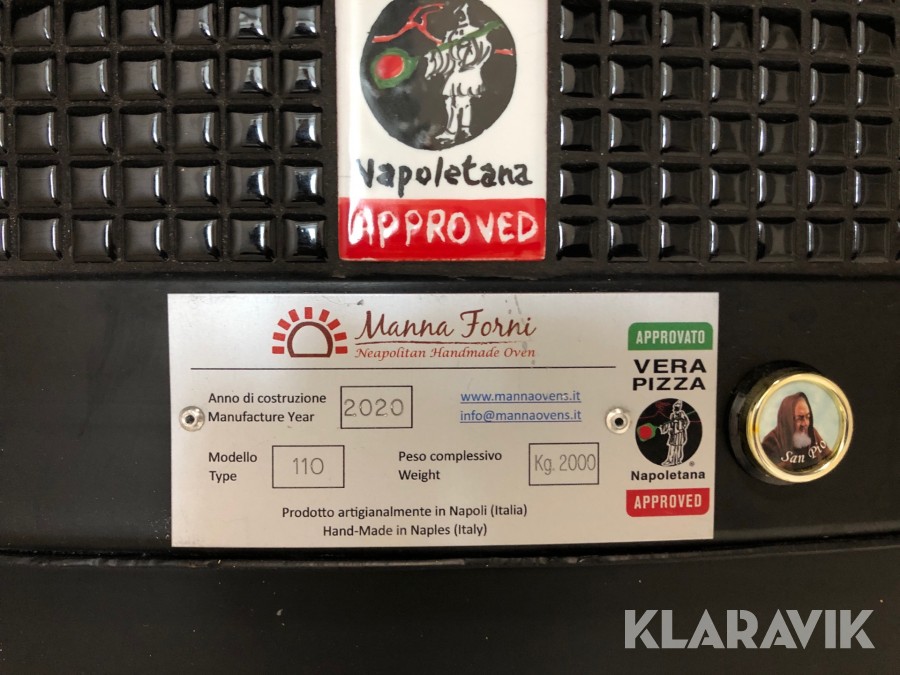 Napoletana
APPROVED
Manna Forni
Neapolitan Handmade Oven
APPROVATO
VERA
PIZZA
Anno di costruzione
Manufacture Year
2020
www.mannaovens.it
info@mannaovens.it
Modello
Type
110
Peso complessivo
Weight
Kg. 2000
Napoletana
APPROVED
Prodotto artigianalmente in Napoli (Italia)
Hand-Made in Naples (Italy)
San Pio
KLARAVIK